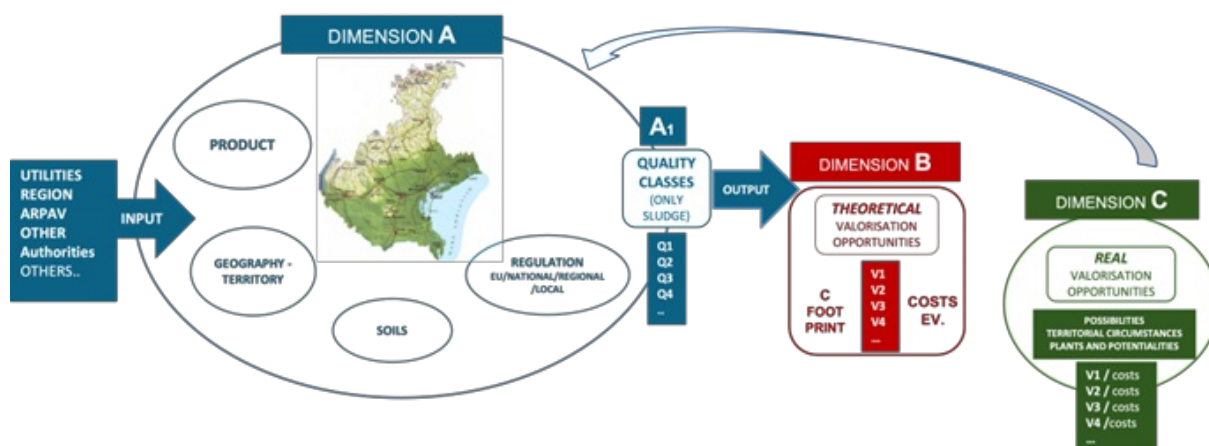 DIMENSION A
PRODUCT
UTILITIES
REGION
ARPAV
OTHER
Authorities
OTHERS..
INPUT
GEOGRAPHY -
TERRITORY
SOILS
REGULATION
EU/NATIONAL/REGIONAL
/LOCAL
A1
QUALITY
CLASSES
(ONLY
SLUDGE)
Q1
Q2
Q3
Q4
..
OUTPUT
DIMENSION B
THEORETICAL
VALORISATION
OPPORTUNITIES
C
FOOT
PRINT
V1
V2
V3
V4
...
COSTS
EV.
DIMENSION C
REAL
VALORISATION
OPPORTUNITIES
POSSIBILITIES
TERRITORIAL CIRCUMSTANCES
PLANTS AND POTENTIALITIES
V1 / costs
V2 / costs
V3 / costs
V4 /costs
...